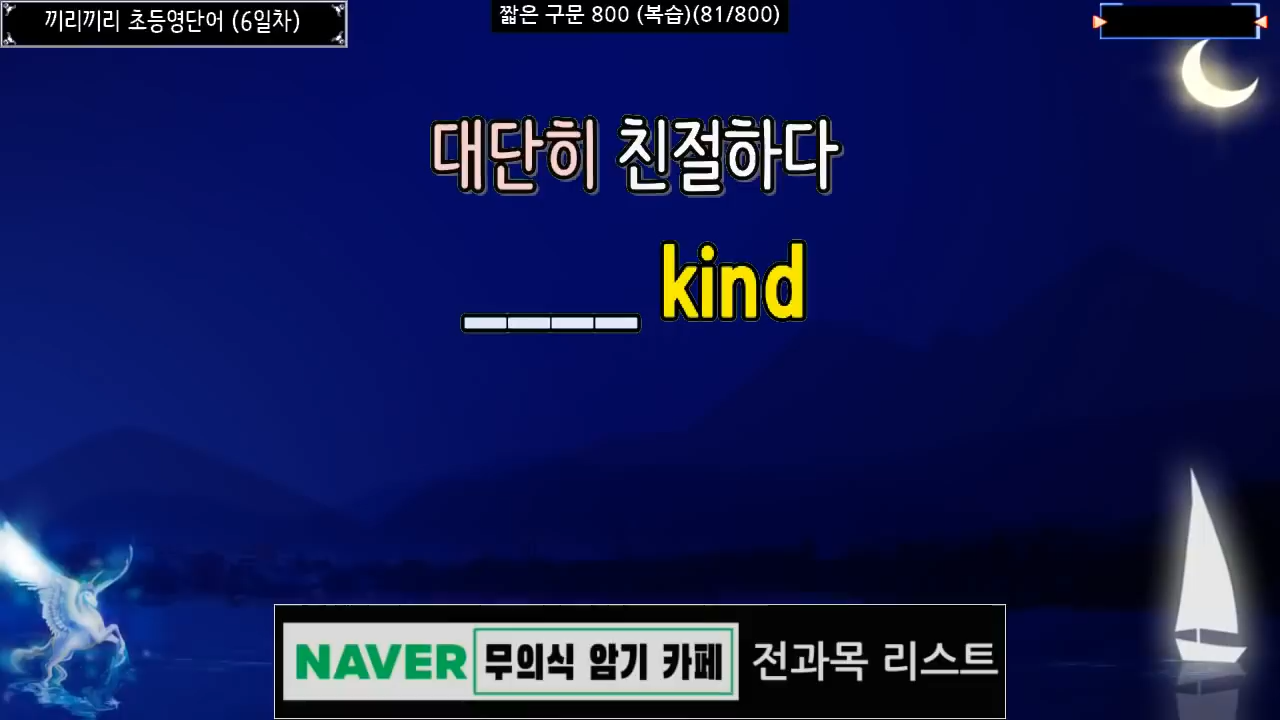 끼리끼리 초등영단어 (6일차)
짧은 구문 800 (복습)(81/800)
대단히 친절하다
____ kind
NAVER 무의식 암기 카페 전과목 리스트